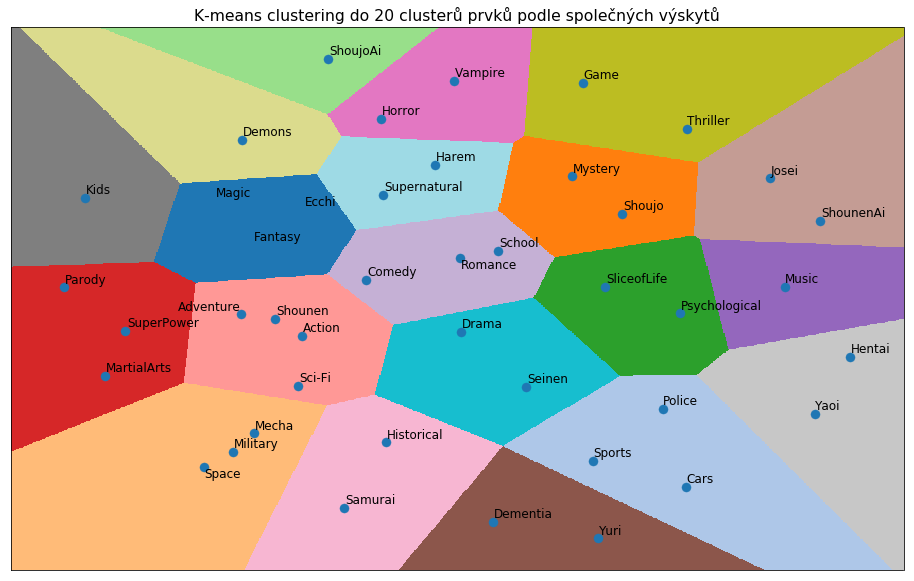 K-means clustering do 20 clusterů prvků podle společných výskytů
ShoujoAi
Vampire
Game
Horror
Thriller
Demons
Harem
Mystery
Josei
Kids
Magic
Ecchi
Supernatural
Shoujo
ShounenAi
Fantasy
School
Romance
Comedy
SliceofLife
Music
Parody
Adventure
Shounen
Psychological
SuperPower
Action
Drama
Hentai
MartialArts
Sci-Fi
Seinen
Police
Yaoi
Mecha
Military
Historical
Sports
Space
Cars
Samurai
Dementia
Yuri